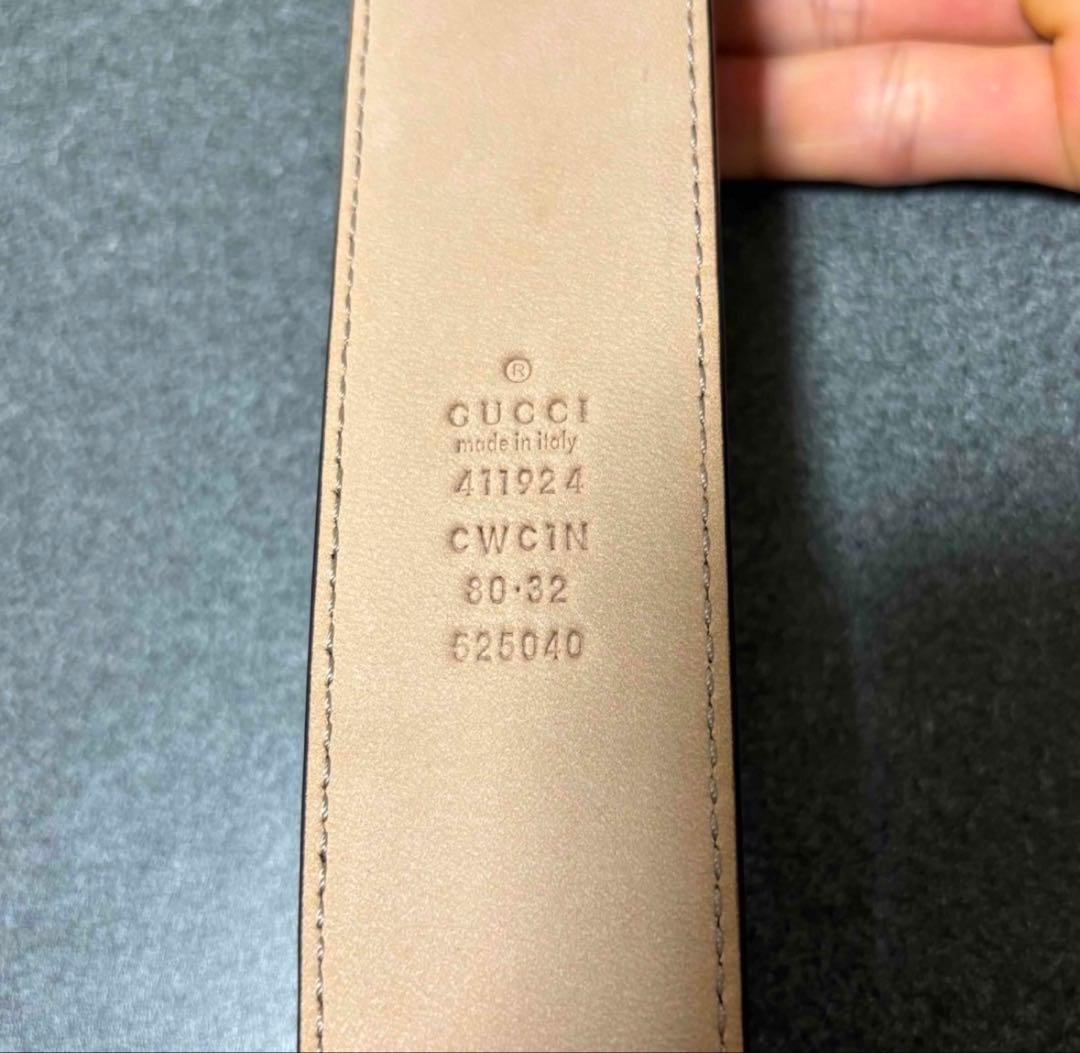 ®
GUCCI
made in italy
411924
CWC1N
80·32
525040